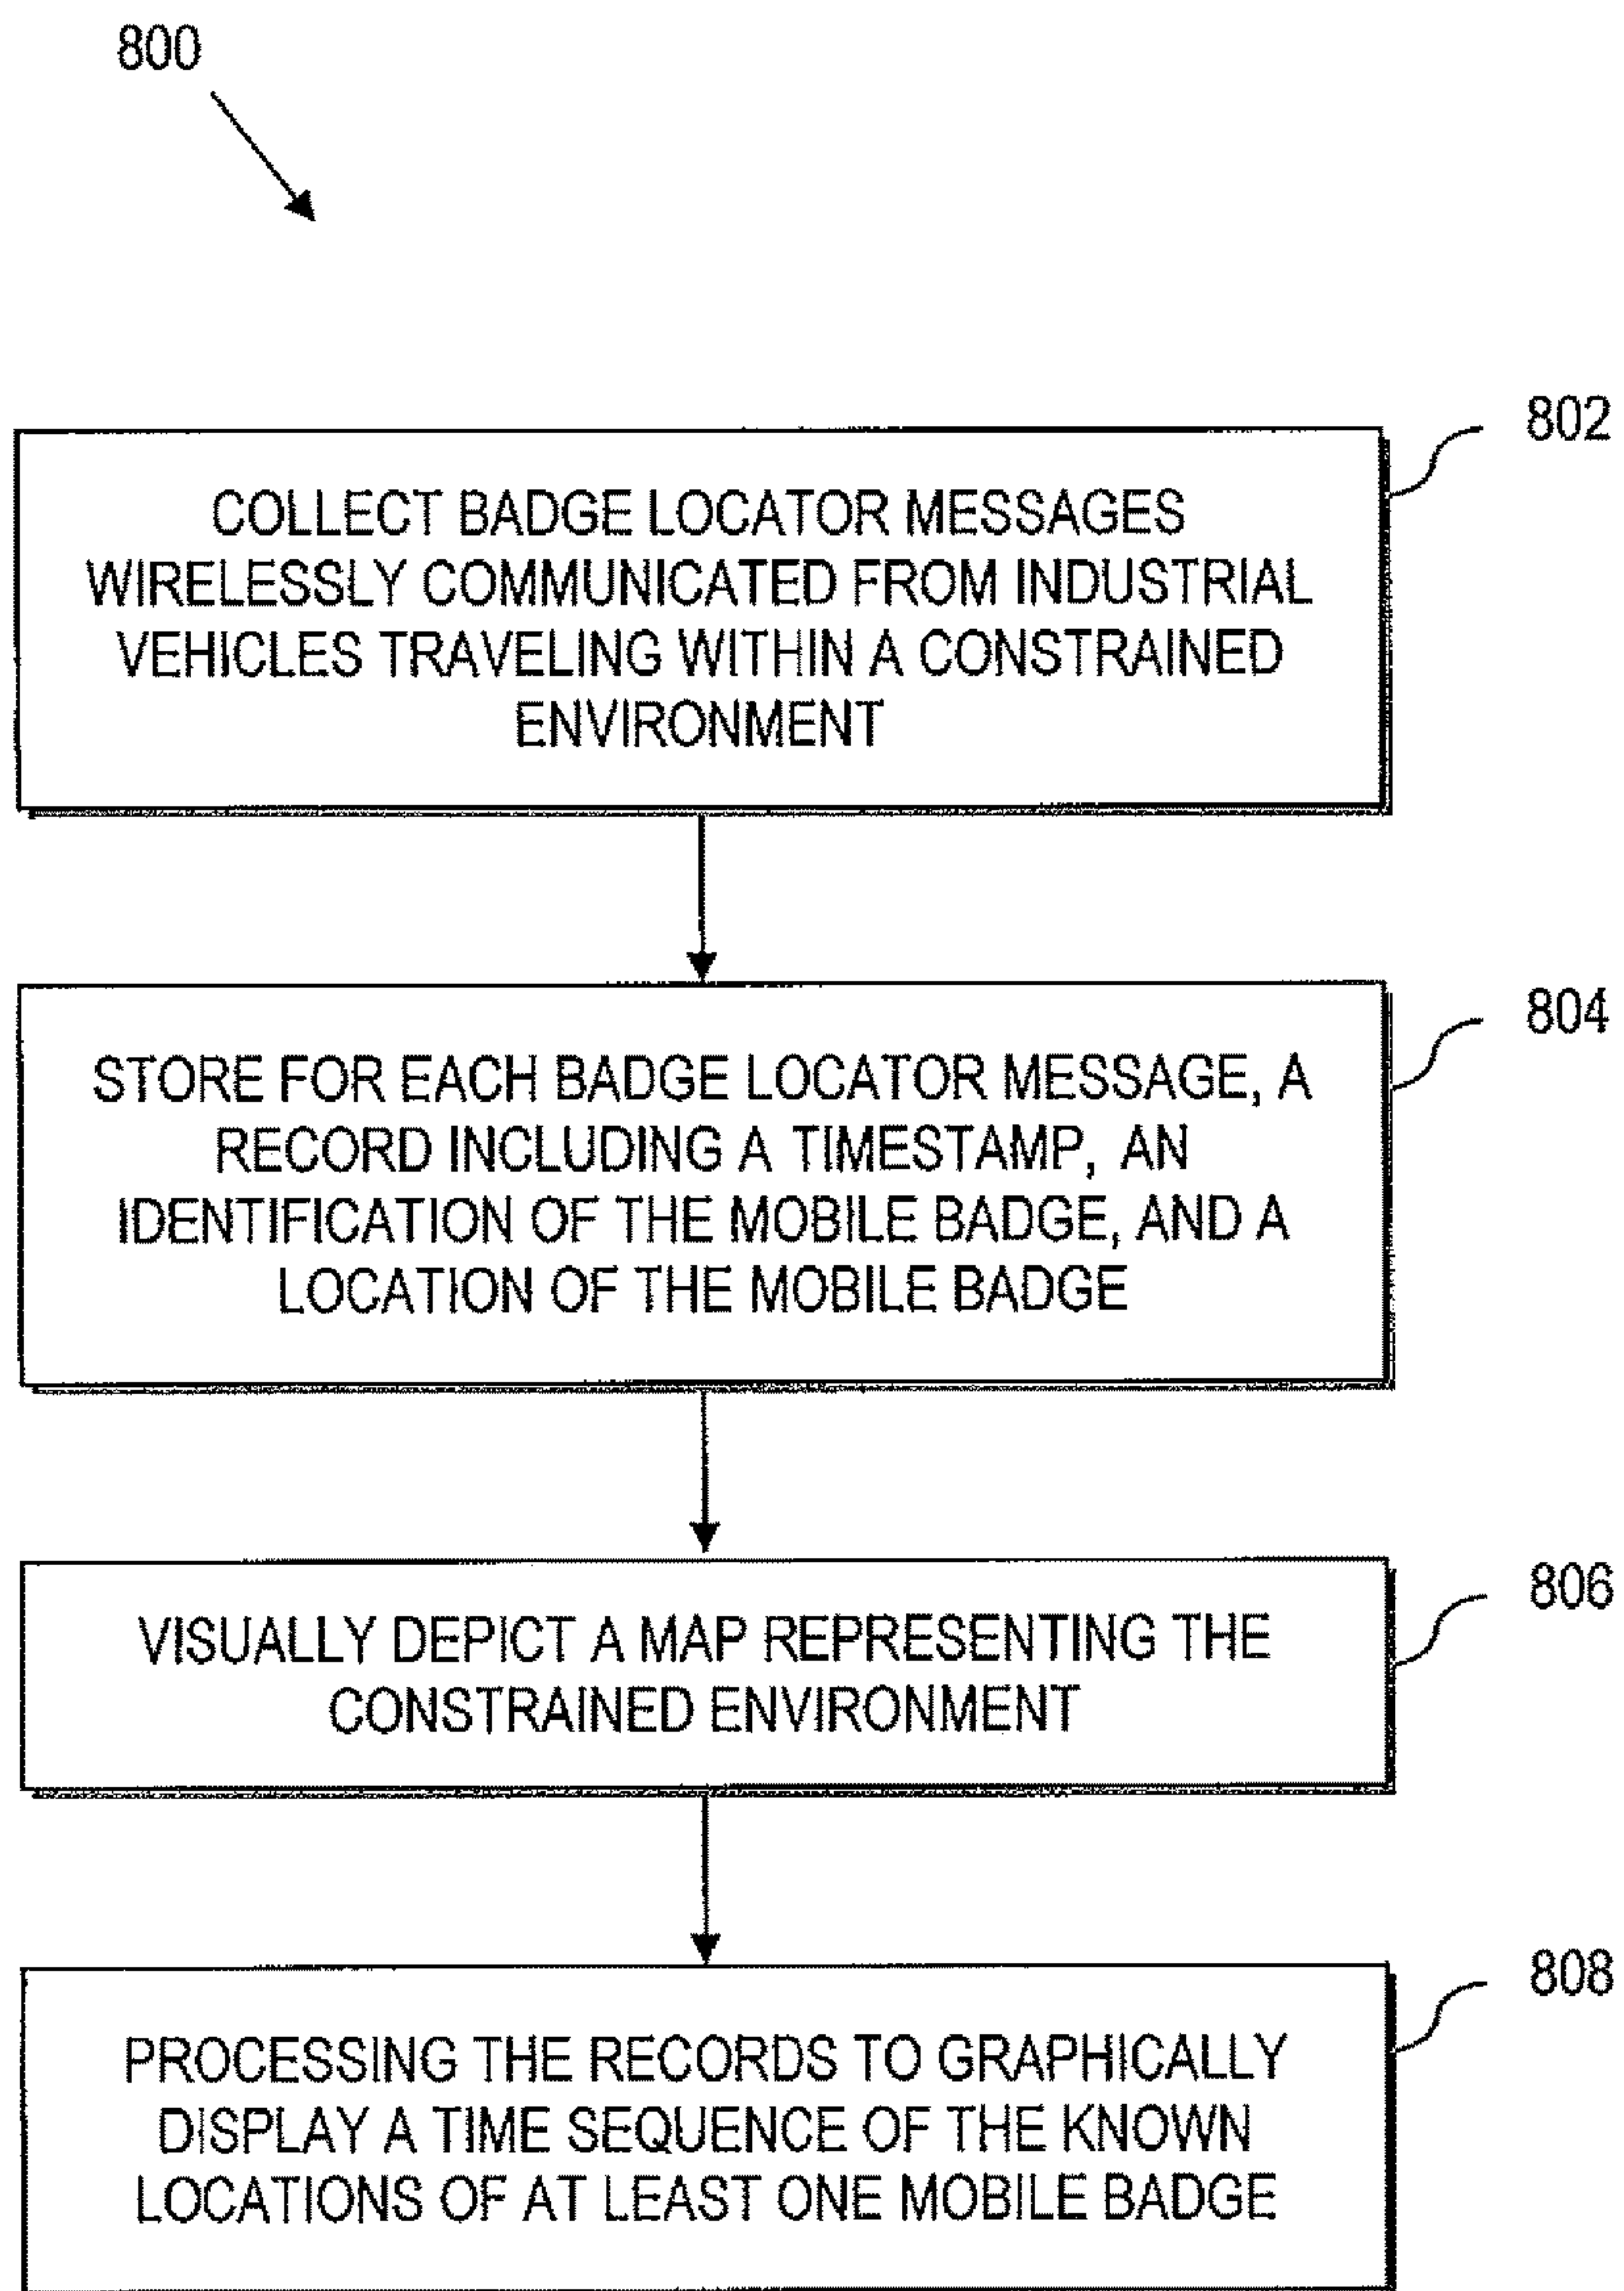 800
802
COLLECT BADGE LOCATOR MESSAGES
WIRELESSLY COMMUNICATED FROM INDUSTRIAL
VEHICLES TRAVELING WITHIN A CONSTRAINED
ENVIRONMENT
804
STORE FOR EACH BADGE LOCATOR MESSAGE, A
RECORD INCLUDING A TIMESTAMP, AN
IDENTIFICATION OF THE MOBILE BADGE, AND A
LOCATION OF THE MOBILE BADGE
806
VISUALLY DEPICT A MAP REPRESENTING THE
CONSTRAINED ENVIRONMENT
808
PROCESSING THE RECORDS TO GRAPHICALLY
DISPLAY A TIME SEQUENCE OF THE KNOWN
LOCATIONS OF AT LEAST ONE MOBILE BADGE